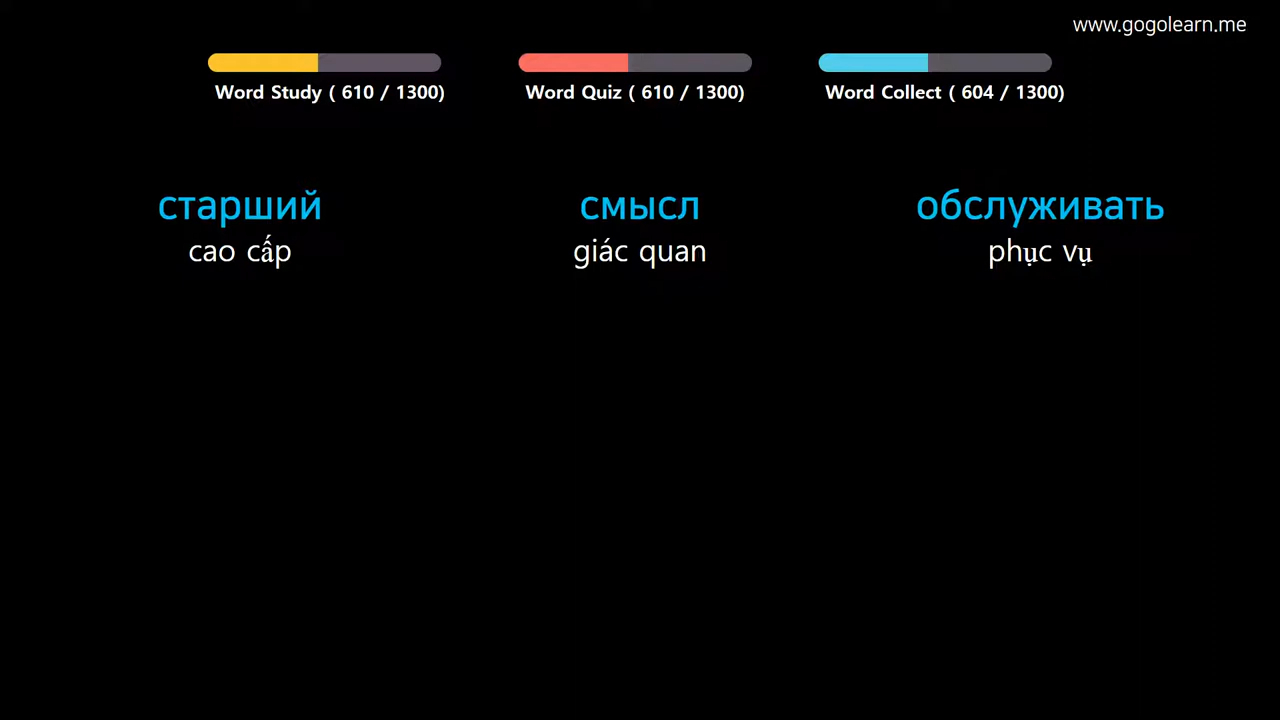 www.gogolearn.me
Word Study ( 610 / 1300)
Word Quiz ( 610 / 1300)
Word Collect ( 604 / 1300)
старший
cao cấp
смысл
giác quan
обслуживать
phục vụ